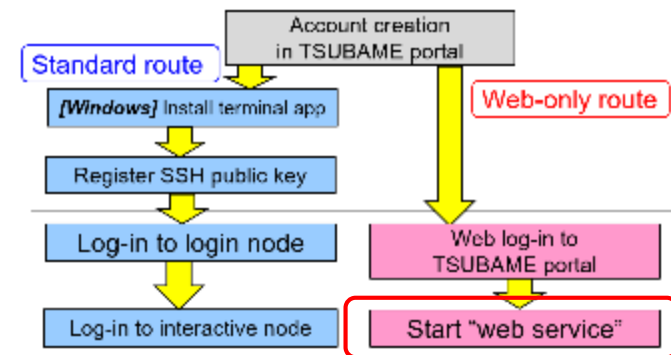 Account creation
in TSUBAME portal
Standard route
Web-only route
[Windows] Install terminal app
Register SSH public key
Log-in to login node
Web log-in to
TSUBAME portal
Log-in to interactive node
Start “web service”